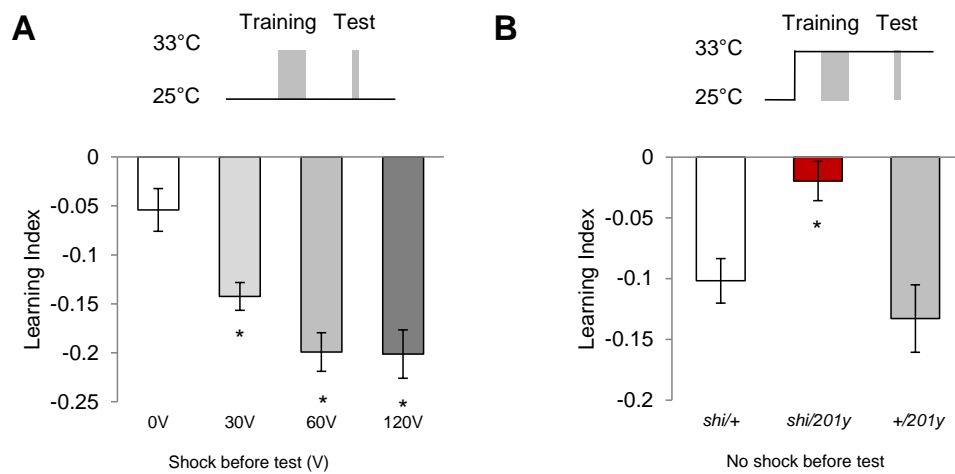 A
Training Test
33°C
25°C
Learning Index
0
-0.05
-0.1
-0.15
-0.2
-0.25
*
*
*
0V 30V 60V 120V
Shock before test (V)
B
Training Test
33°C
25°C
Learning Index
0
-0.05
-0.1
-0.15
-0.2
*
shi/+ shi/201y +/201y
No shock before test